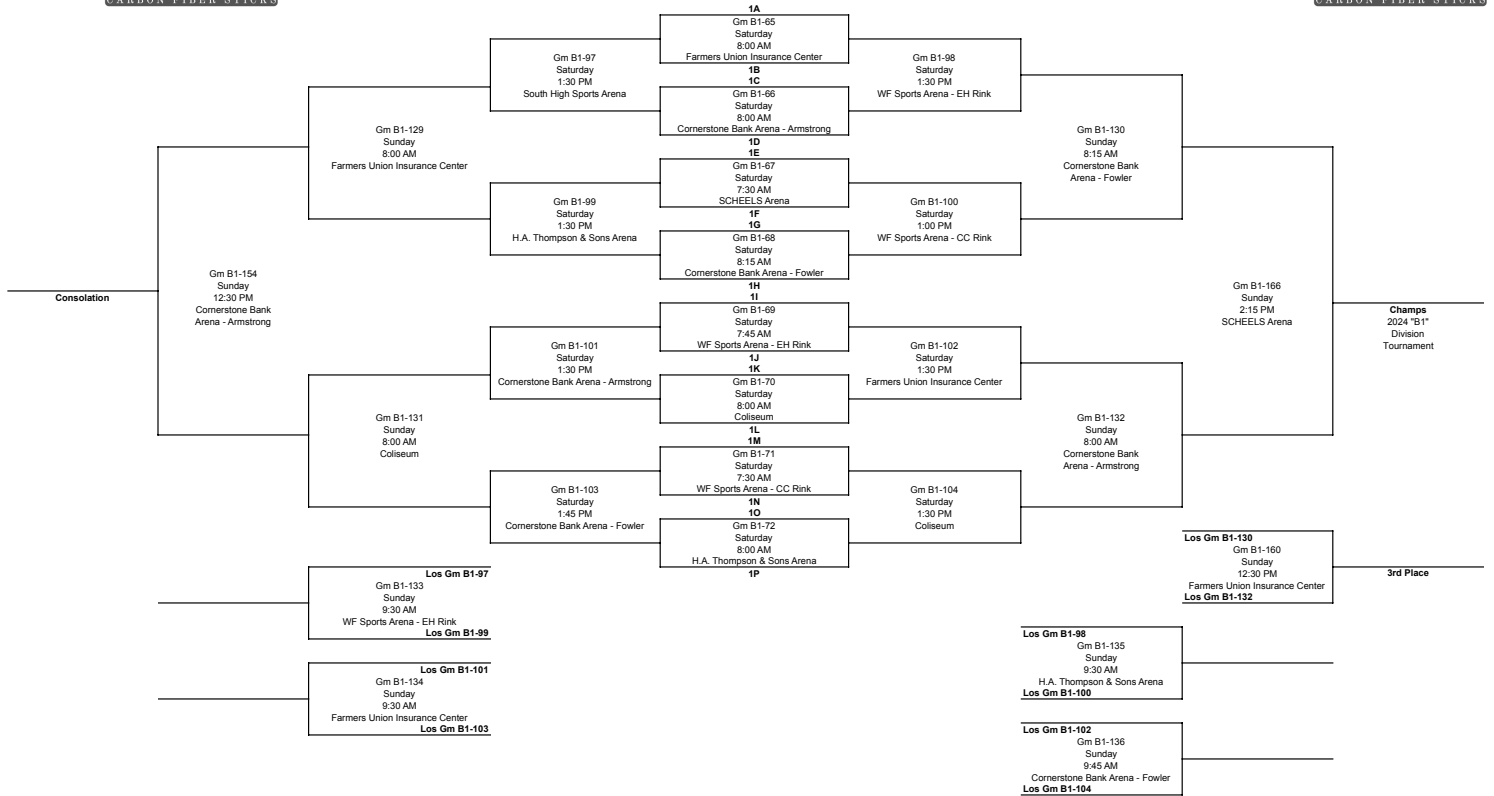 CARBON FIBER STICKS
CARBON FIBER STICKS
1A
Gm B1-65
Saturday
8:00 AM
Farmers Union Insurance Center
1B
1C
Gm B1-66
Saturday
8:00 AM
Cornerstone Bank Arena - Armstrong
1D
1E
Gm B1-67
Saturday
7:30 AM
SCHEELS Arena
1F
1G
Gm B1-68
Saturday
8:15 AM
Cornerstone Bank Arena - Fowler
1H
1I
Gm B1-69
Saturday
7:45 AM
WF Sports Arena - EH Rink
1J
1K
Gm B1-70
Saturday
8:00 AM
Coliseum
1L
1M
Gm B1-71
Saturday
7:30 AM
WF Sports Arena - CC Rink
1N
1O
Gm B1-72
Saturday
8:00 AM
H.A. Thompson & Sons Arena
1P
Gm B1-97
Saturday
1:30 PM
South High Sports Arena
Gm B1-99
Saturday
1:30 PM
H.A. Thompson & Sons Arena
Gm B1-101
Saturday
1:30 PM
Cornerstone Bank Arena - Armstrong
Gm B1-103
Saturday
1:45 PM
Cornerstone Bank Arena - Fowler
Gm B1-129
Sunday
8:00 AM
Farmers Union Insurance Center
Gm B1-131
Sunday
8:00 AM
Coliseum
Gm B1-154
Sunday
12:30 PM
Cornerstone Bank
Arena - Armstrong
Consolation
Los Gm B1-97
Gm B1-133
Sunday
9:30 AM
WF Sports Arena - EH Rink
Los Gm B1-99
Los Gm B1-101
Gm B1-134
Sunday
9:30 AM
Farmers Union Insurance Center
Los Gm B1-103
Gm B1-98
Saturday
1:30 PM
WF Sports Arena - EH Rink
Gm B1-100
Saturday
1:00 PM
WF Sports Arena - CC Rink
Gm B1-102
Saturday
1:30 PM
Farmers Union Insurance Center
Gm B1-104
Saturday
1:30 PM
Coliseum
Gm B1-130
Sunday
8:15 AM
Cornerstone Bank
Arena - Fowler
Gm B1-132
Sunday
8:00 AM
Cornerstone Bank
Arena - Armstrong
Gm B1-166
Sunday
2:15 PM
SCHEELS Arena
Champs
2024 "B1"
Division
Tournament
Los Gm B1-130
Gm B1-160
Sunday
12:30 PM
Farmers Union Insurance Center
Los Gm B1-132
3rd Place
Los Gm B1-98
Gm B1-135
Sunday
9:30 AM
H.A. Thompson & Sons Arena
Los Gm B1-100
Los Gm B1-102
Gm B1-136
Sunday
9:45 AM
Cornerstone Bank Arena - Fowler
Los Gm B1-104